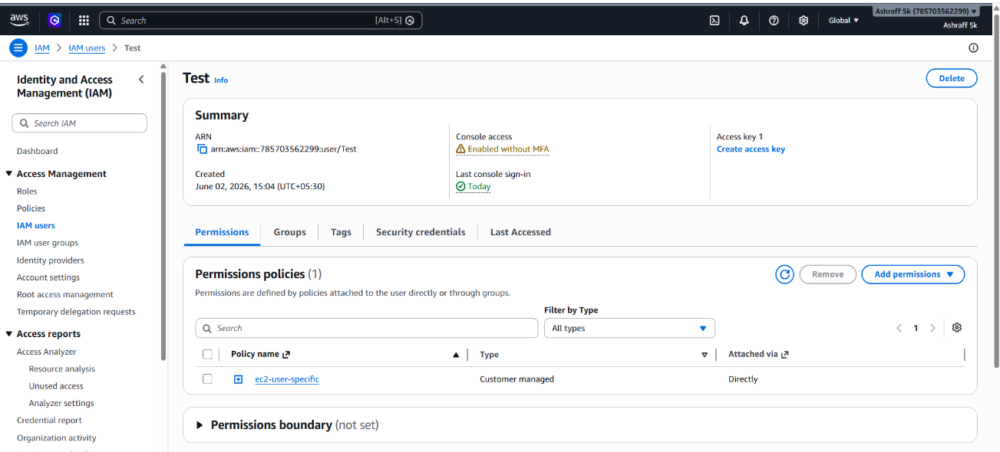 aws
Search
[Alt+S]
Global
Ashraff Sk (785703562299)
Ashraff Sk
IAM
IAM users
Test
Identity and Access
Management (IAM)
Search IAM
Dashboard
Access Management
Roles
Policies
IAM users
IAM user groups
Identity providers
Account settings
Root access management
Temporary delegation requests
Access reports
Access Analyzer
Resource analysis
Unused access
Analyzer settings
Credential report
Organization activity
Test Info
Delete
Summary
ARN
arn:aws:iam::785703562299:user/Test
Created
June 02, 2026, 15:04 (UTC+05:30)
Console access
Enabled without MFA
Last console sign-in
Today
Access key 1
Create access key
Permissions
Groups
Tags
Security credentials
Last Accessed
Permissions policies (1)
Remove
Add permissions
Permissions are defined by policies attached to the user directly or through groups.
Filter by Type
Search
All types
1
Policy name
Type
Attached via
ec2-user-specific
Customer managed
Directly
Permissions boundary (not set)